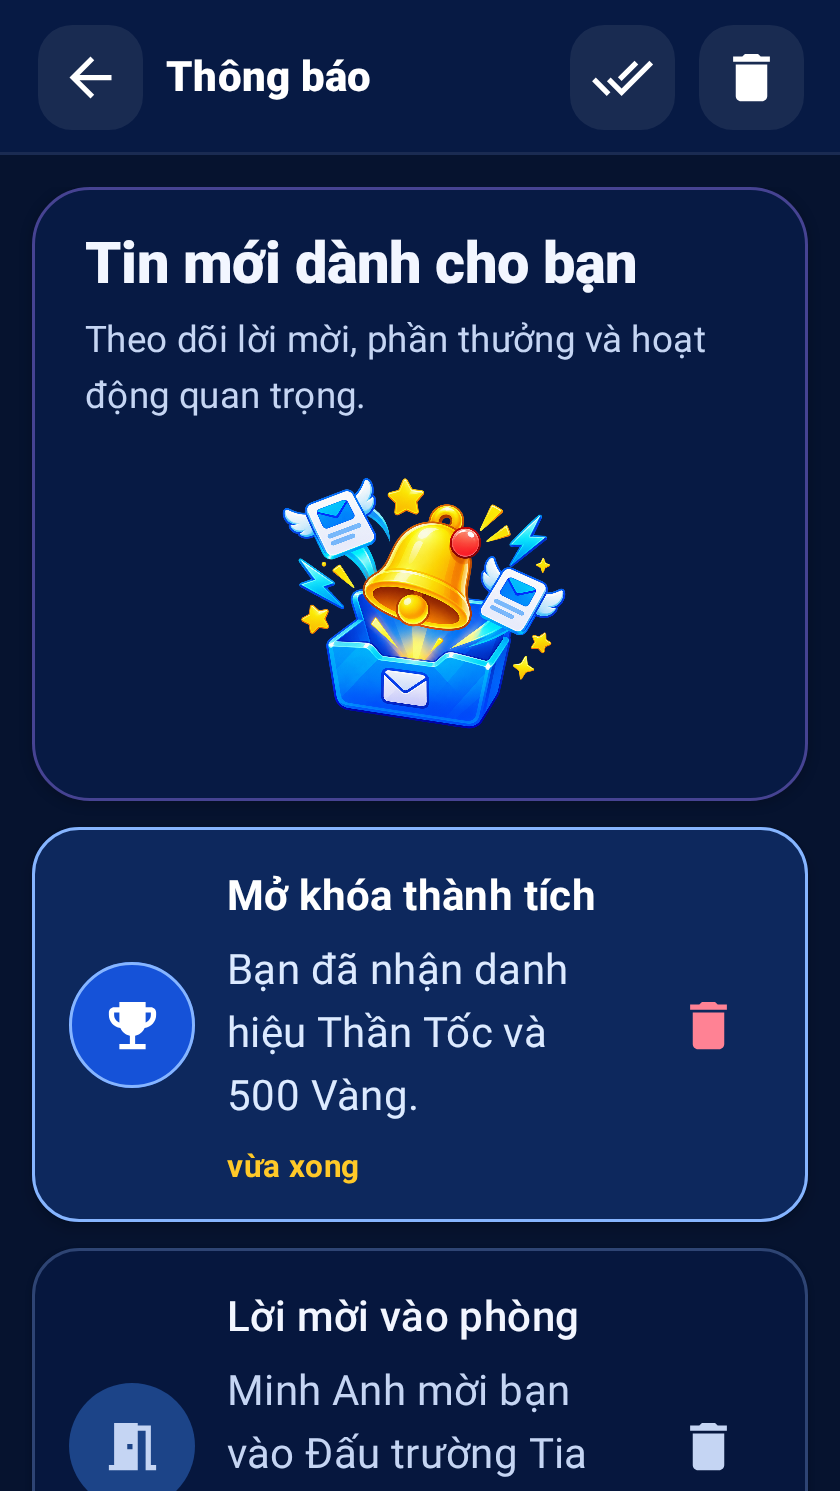 Thông báo
Tin mới dành cho bạn
Theo dõi lời mời, phần thưởng và hoạt
động quan trọng.
Mở khóa thành tích
Bạn đã nhận danh
hiệu Thần Tốc và
500 Vàng.
vừa xong
Lời mời vào phòng
Minh Anh mời bạn
vào Đấu trường Tia